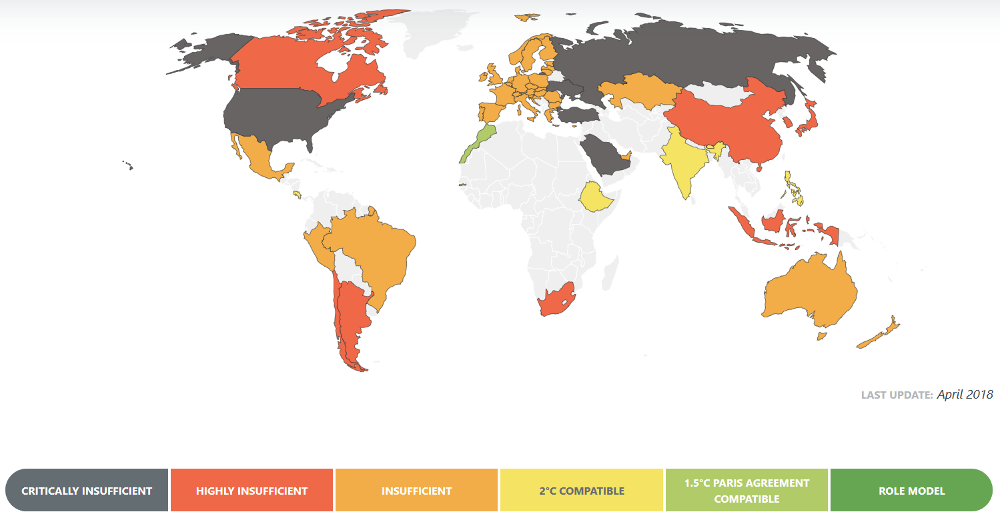 LAST UPDATE: April 2018
CRITICALLY INSUFFICIENT
HIGHLY INSUFFICIENT
INSUFFICIENT
2°C COMPATIBLE
1.5°C PARIS AGREEMENT
COMPATIBLE
ROLE MODEL